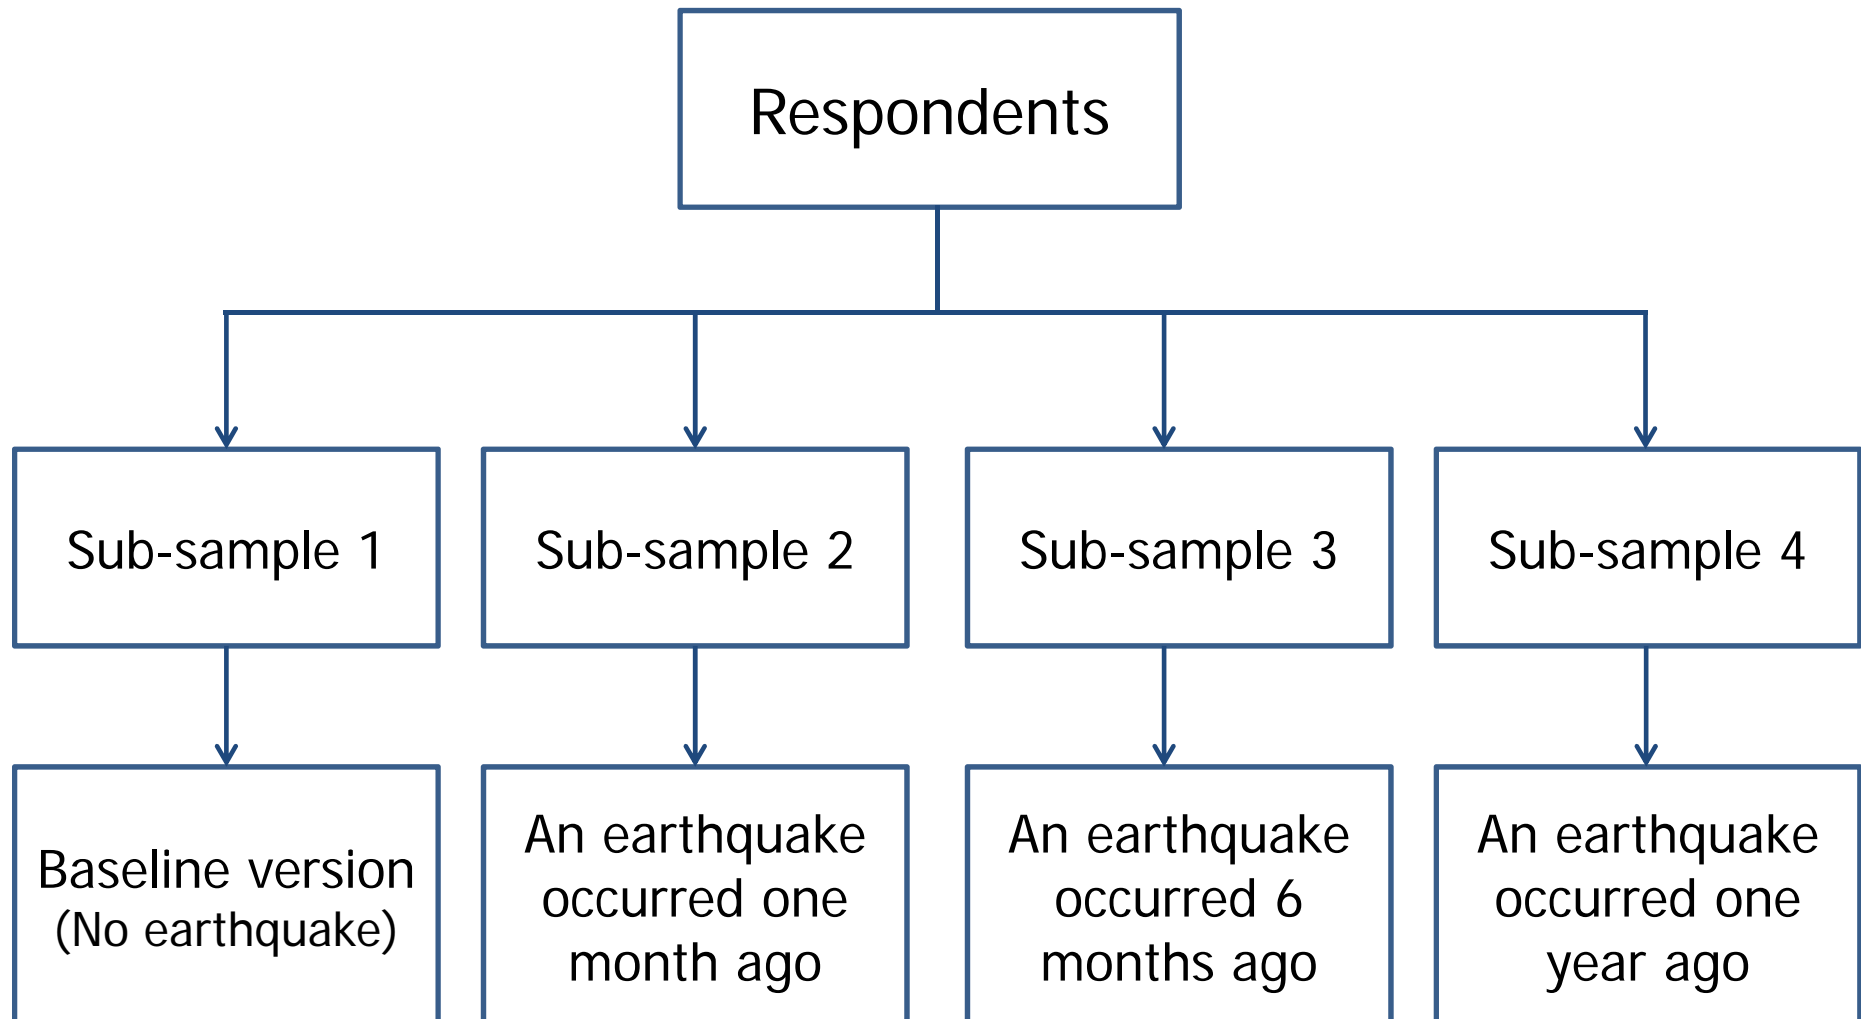 Respondents
Sub-sample 1
Sub-sample 2
Sub-sample 3
Sub-sample 4
Baseline version
(No earthquake)
An earthquake
occurred one
month ago
An earthquake
occurred 6
months ago
An earthquake
occurred one
year ago